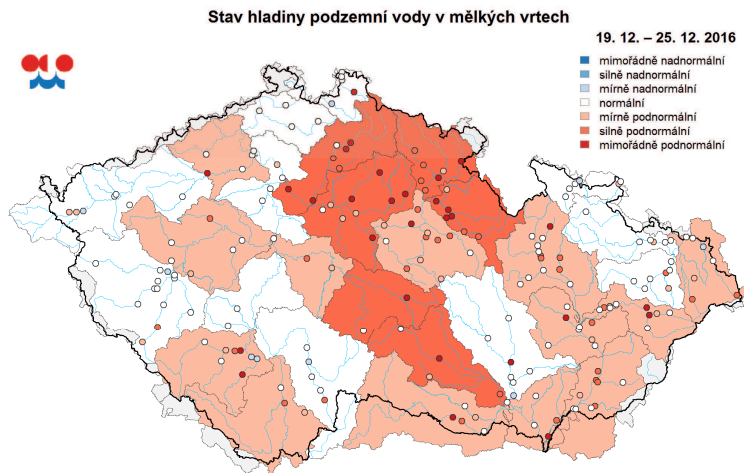 Stav hladiny podzemní vody v mělkých vrtech
19. 12. – 25. 12. 2016
mimořádně nadnormální
silně nadnormální
mírně nadnormální
normální
mírně podnormální
silně podnormální
mimořádně podnormální